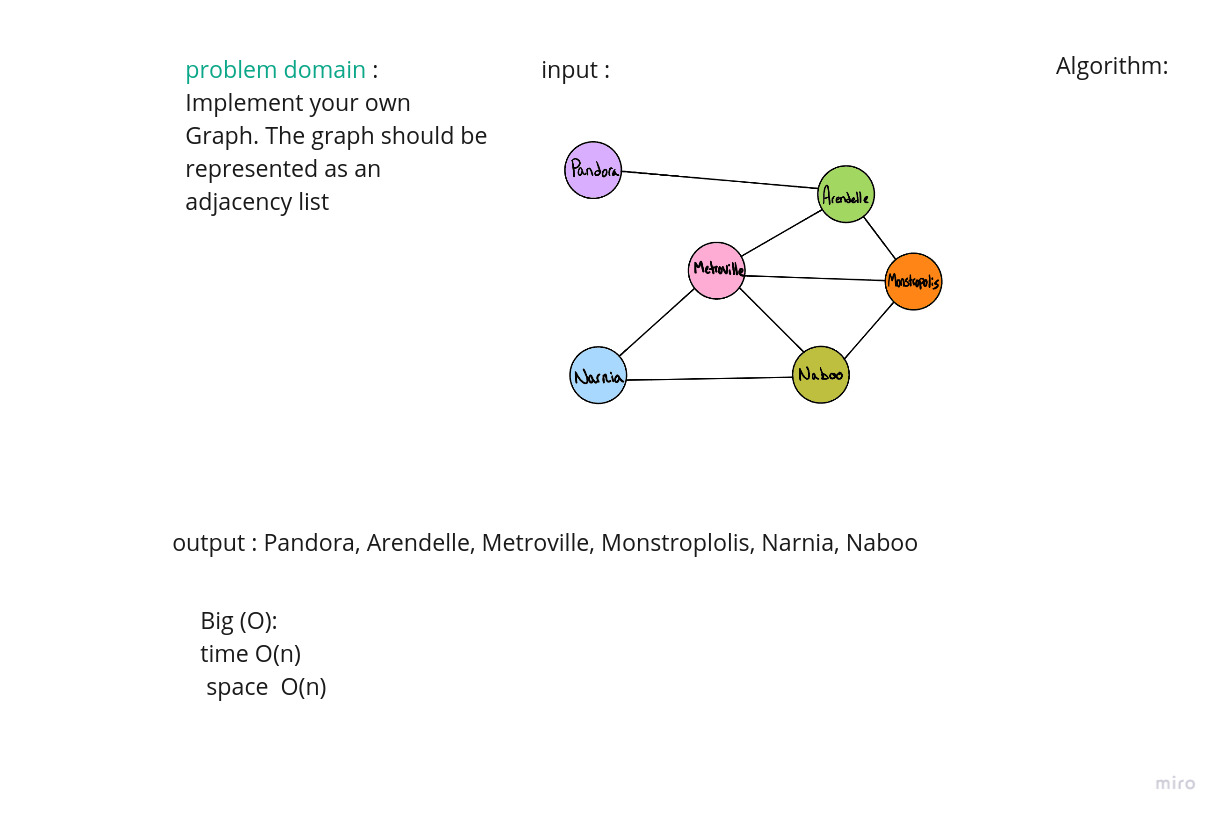 problem domain :
Implement your own
Graph. The graph should be
represented as an
adjacency list
input :
Pandora
Arendelle
Metroville
Monstropolis
Narnia
Naboo
Algorithm:
output : Pandora, Arendelle, Metroville, Monstroplolis, Narnia, Naboo
Big (O):
time O(n)
space O(n)
miro